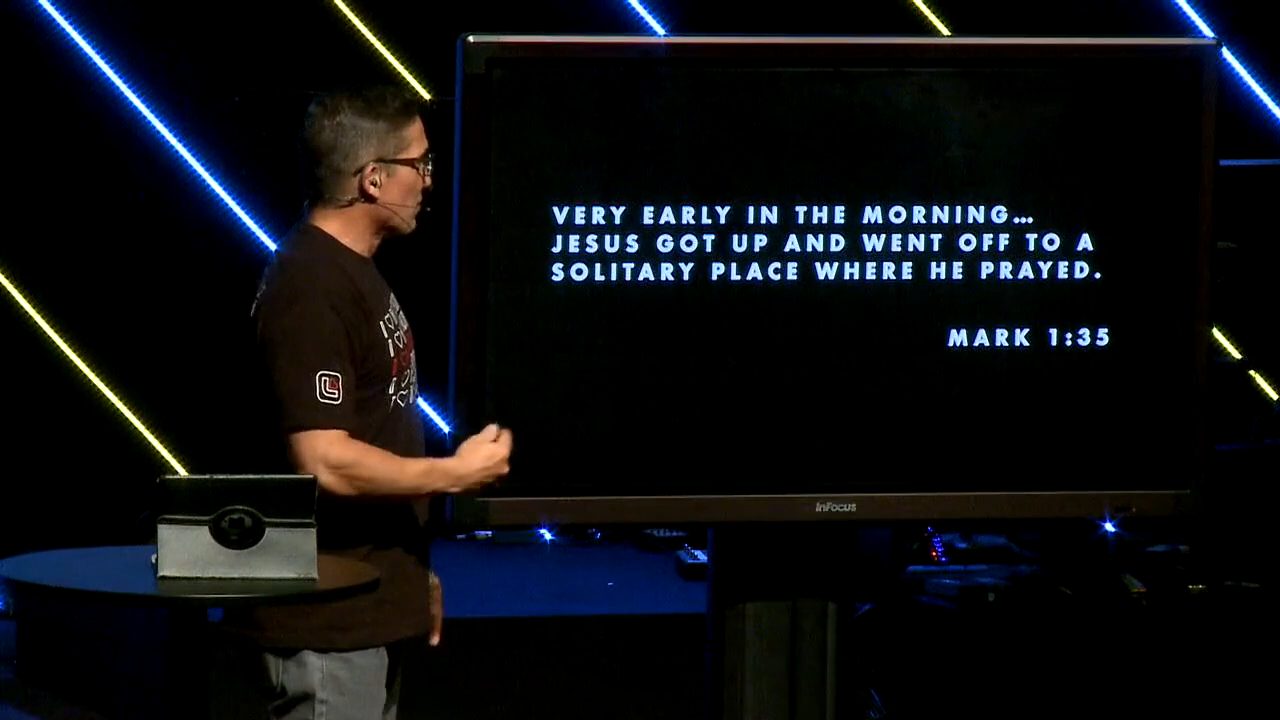 VERY EARLY IN THE MORNING…
JESUS GOT UP AND WENT OFF TO A
SOLITARY PLACE WHERE HE PRAYED.
MARK 1:35
InFocus